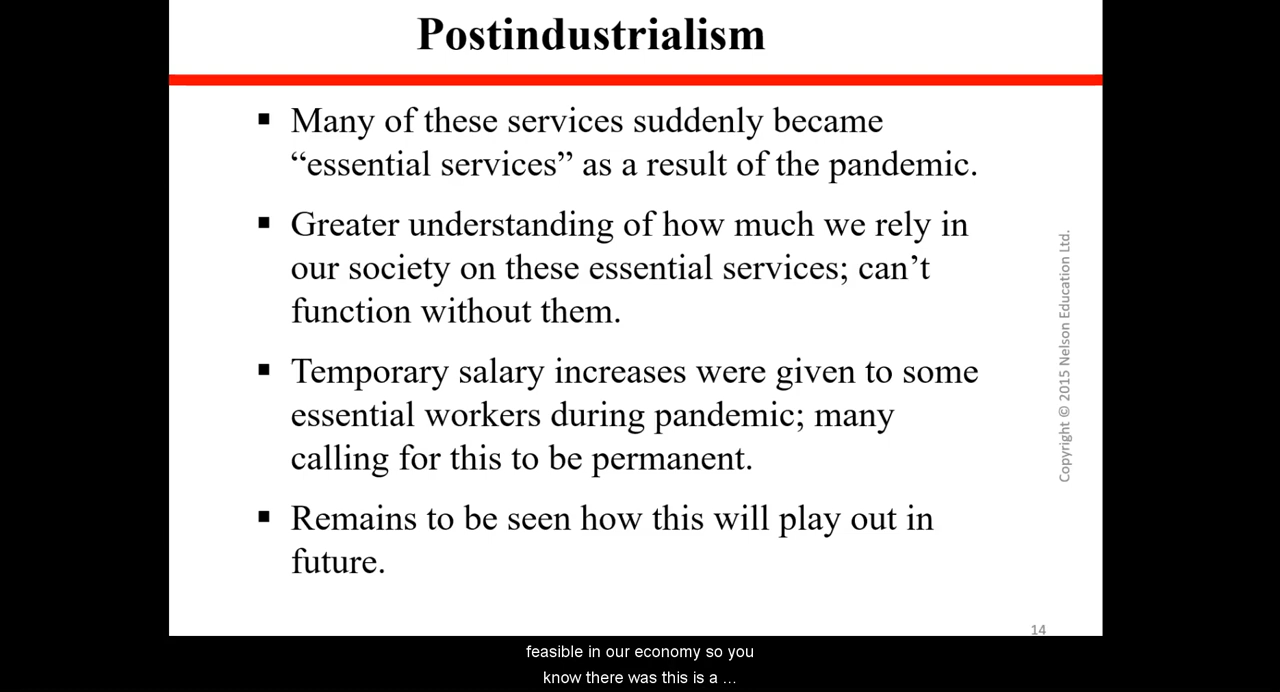 Postindustrialism
▪ Many of these services suddenly became
“essential services” as a result of the pandemic.
▪ Greater understanding of how much we rely in
our society on these essential services; can’t
function without them.
▪ Temporary salary increases were given to some
essential workers during pandemic; many
calling for this to be permanent.
▪ Remains to be seen how this will play out in
future.
Copyright © 2015 Nelson Education Ltd.
14
feasible in our economy so you
know there was this is a ...